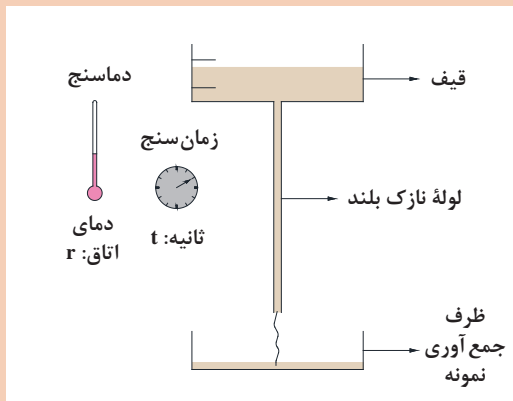 قیف
دماسنج
زمان‌سنج
لولهٔ نازک بلند
ثانیه: t
دمای
اتاق: r
ظرف
جمع آوری
نمونه